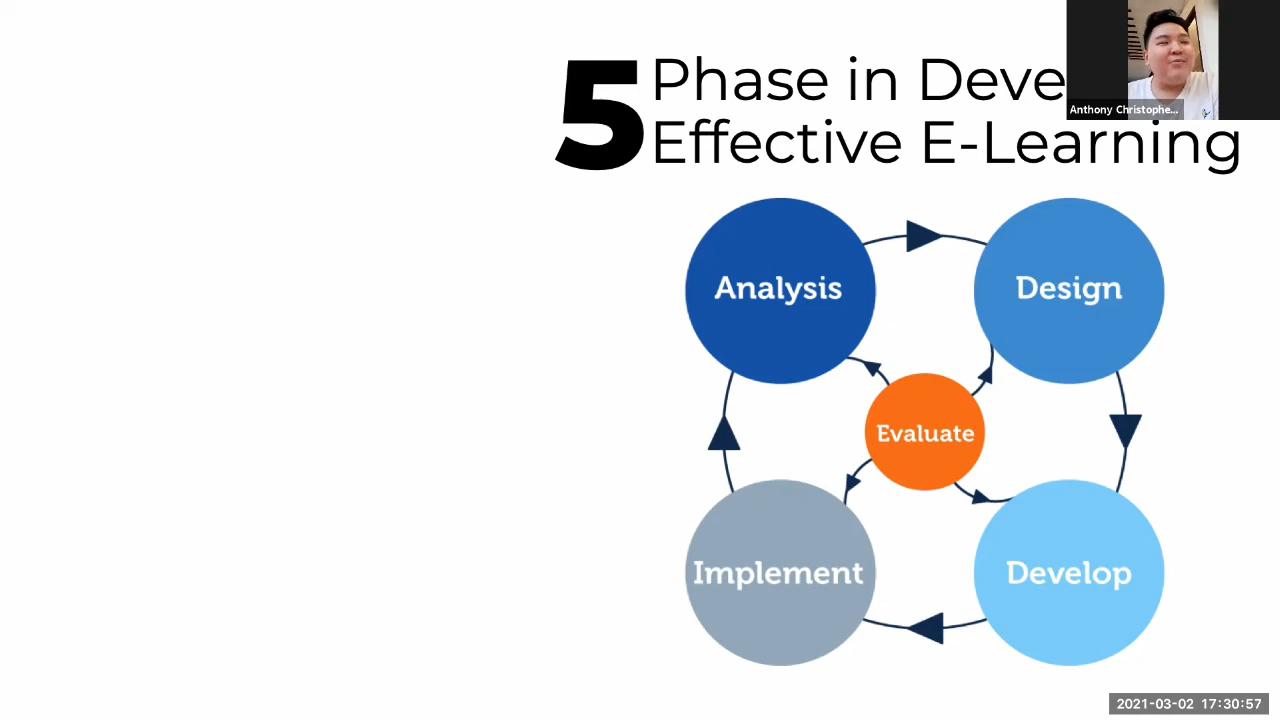 5 Phase in Deve
Effective E-Learning
Anthony Christophe...
Analysis
Design
Evaluate
Implement
Develop
2021-03-02 17:30:57